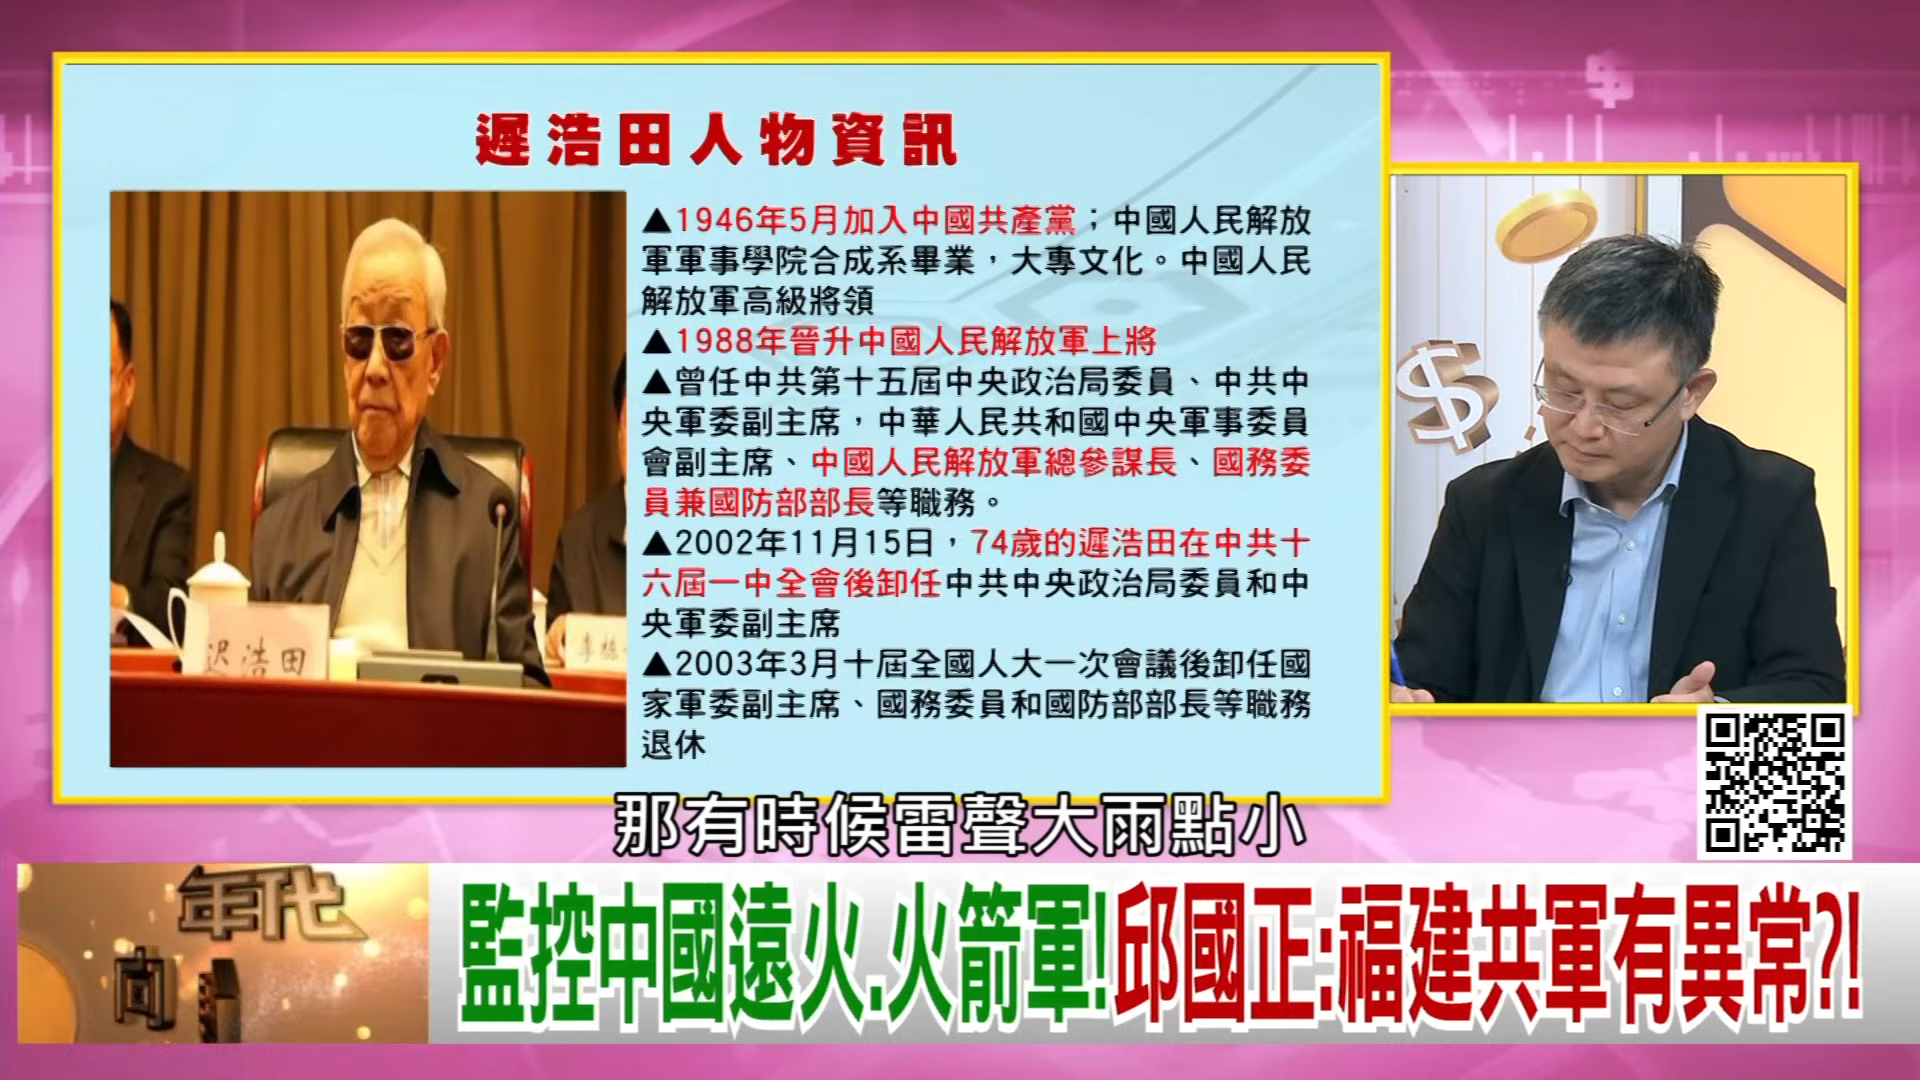 遲浩田人物資訊
▲1946年5月加入中國共產黨；中國人民解放
軍軍事學院合成系畢業，大專文化。中國人民
解放軍高級將領
▲1988年晉升中國人民解放軍上將
▲曾任中共第十五屆中央政治局委員、中共中
央軍委副主席，中華人民共和國中央軍事委員
會副主席、中國人民解放軍總參謀長、國務委
員兼國防部部長等職務。
▲2002年11月15日，74歲的遲浩田在中共十
六屆一中全會後卸任中共中央政治局委員和中
央軍委副主席
▲2003年3月十屆全國人大一次會議後卸任國
家軍委副主席、國務委員和國防部部長等職務
退休
迟浩田
那有時候雷聲大雨點小
年代
向
監控中國遠火.火箭軍!邱國正:福建共軍有異常?!